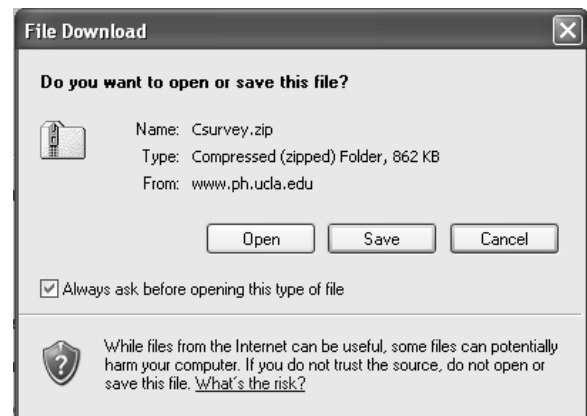 File Download
Do you want to open or save this file?
Name: Csurvey.zip
Type: Compressed (zipped) Folder, 862 KB
From: www.ph.ucla.edu
Open Save Cancel
Always ask before opening this type of file
While files from the Internet can be useful, some files can potentially
harm your computer. If you do not trust the source, do not open or
save this file. What's the risk?